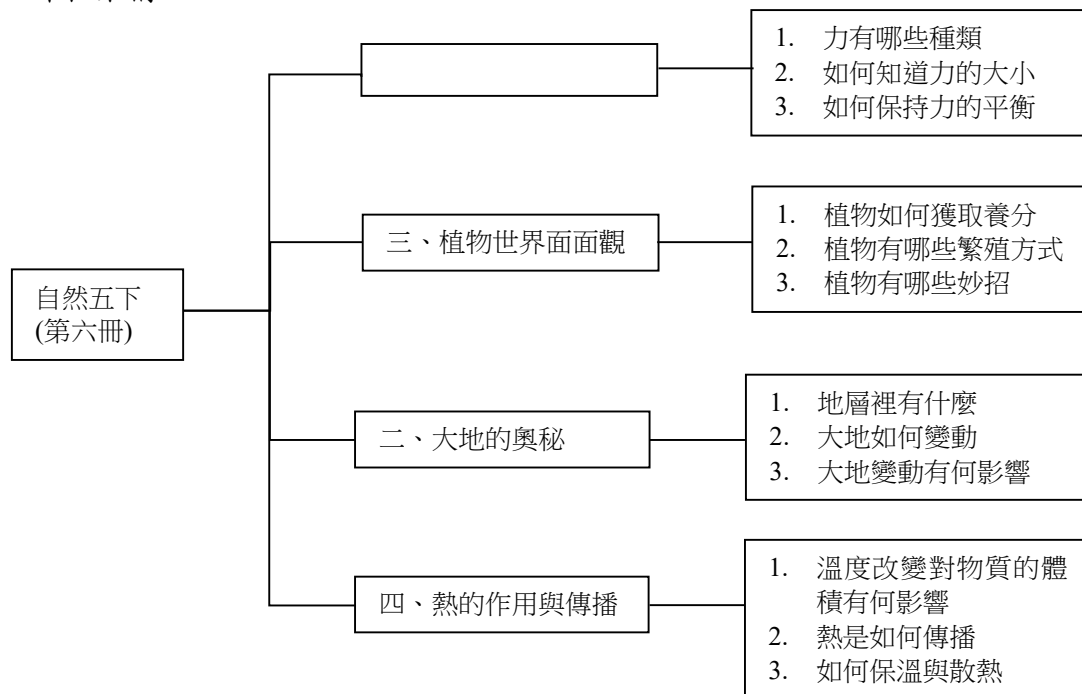 1. 力有哪些種類
2. 如何知道力的大小
3. 如何保持力的平衡
三、植物世界面面觀
1. 植物如何獲取養分
2. 植物有哪些繁殖方式
3. 植物有哪些妙招
自然五下
(第六冊)
二、大地的奧秘
1. 地層裡有什麼
2. 大地如何變動
3. 大地變動有何影響
四、熱的作用與傳播
1. 溫度改變對物質的體
積有何影響
2. 熱是如何傳播
3. 如何保溫與散熱